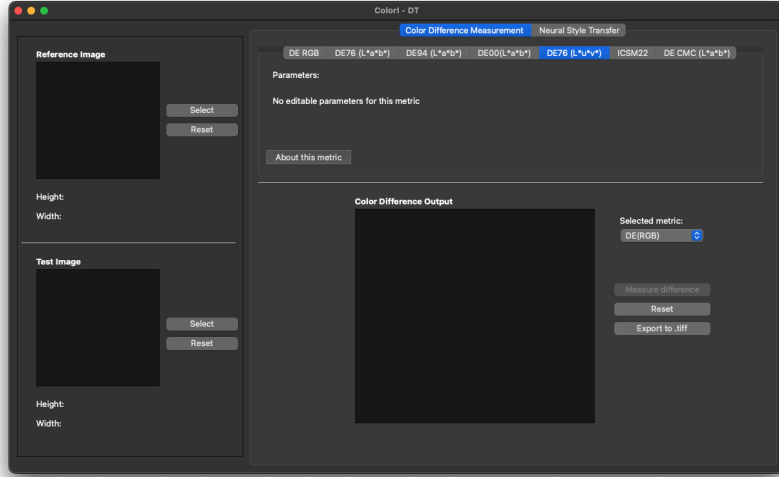 ColorI - DT
Color Difference Measurement Neural Style Transfer
Reference Image
Select
Reset
Height:
Width:
Test Image
Select
Reset
Height:
Width:
DE RGB DE76 (L*a*b*) DE94 (L*a*b*) DE00(L*a*b*) DE76 (L*u*v*) ICSM22 DE CMC (L*a*b*)
Parameters:
No editable parameters for this metric
About this metric
Color Difference Output
Selected metric:
DE(RGB)
Measure difference
Reset
Export to .tiff